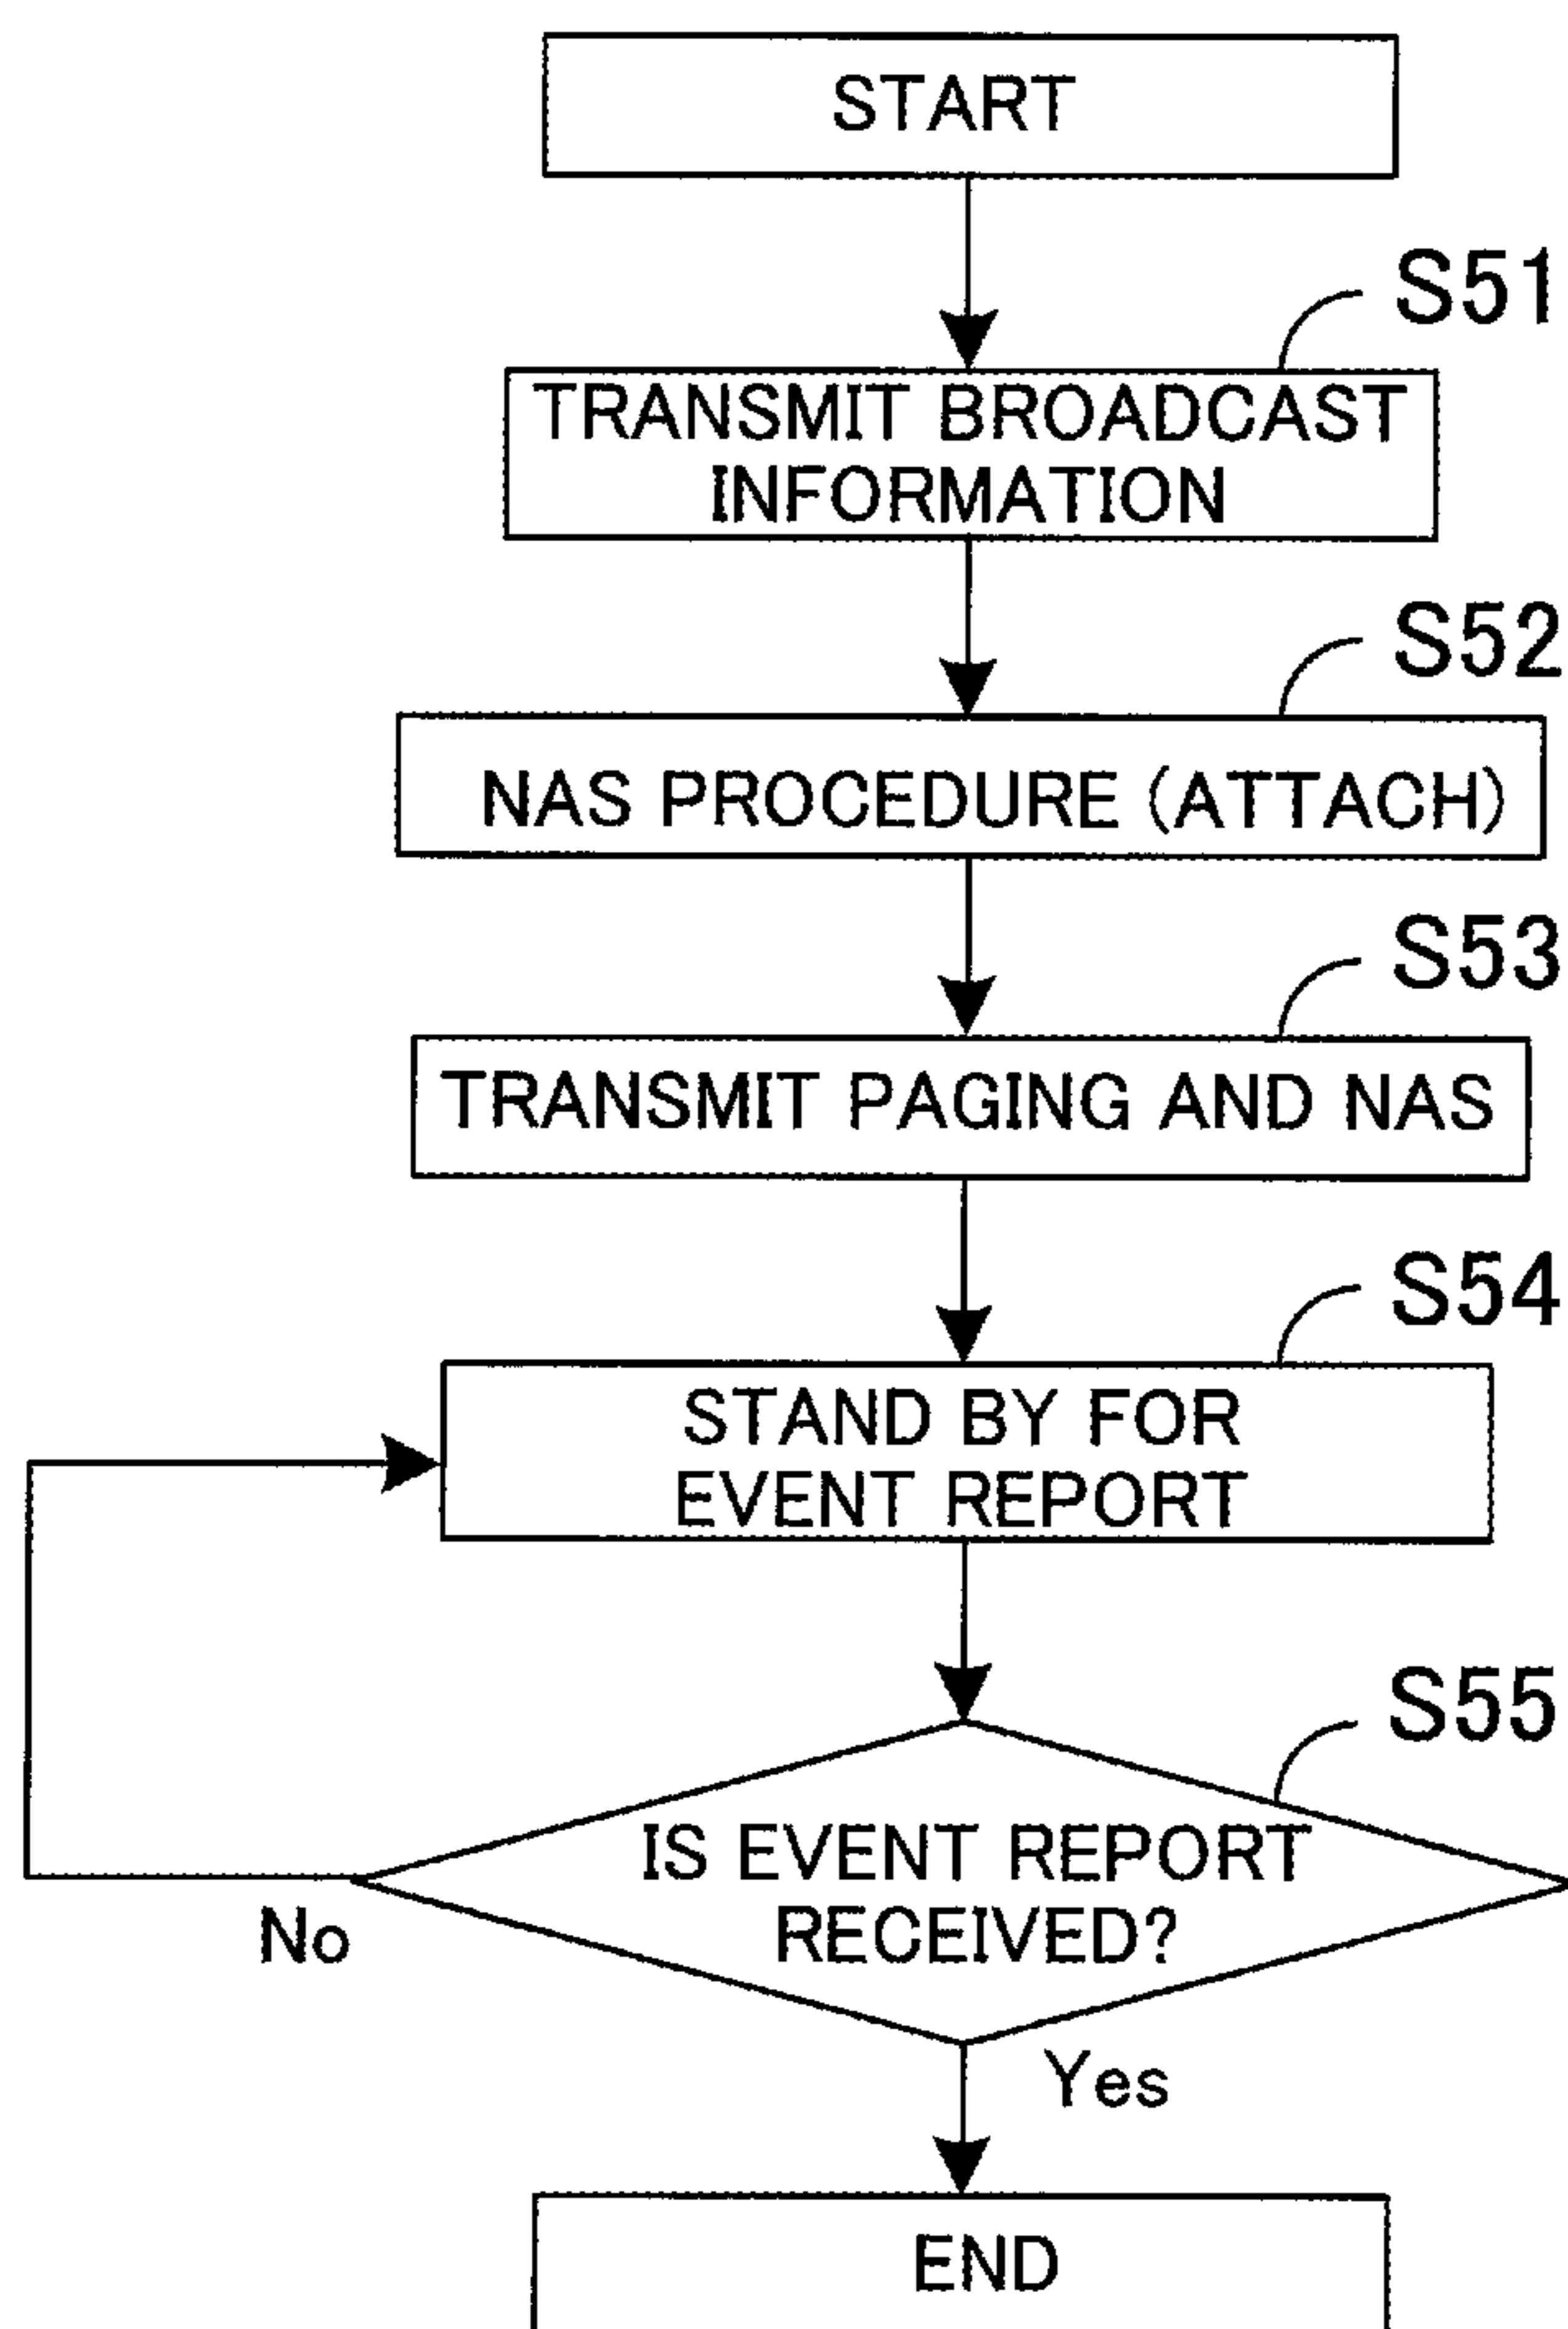 START
S51
TRANSMIT BROADCAST
INFORMATION
S52
NAS PROCEDURE (ATTACH)
S53
TRANSMIT PAGING AND NAS
S54
STAND BY FOR
EVENT REPORT
S55
IS EVENT REPORT
RECEIVED?
No
Yes
END